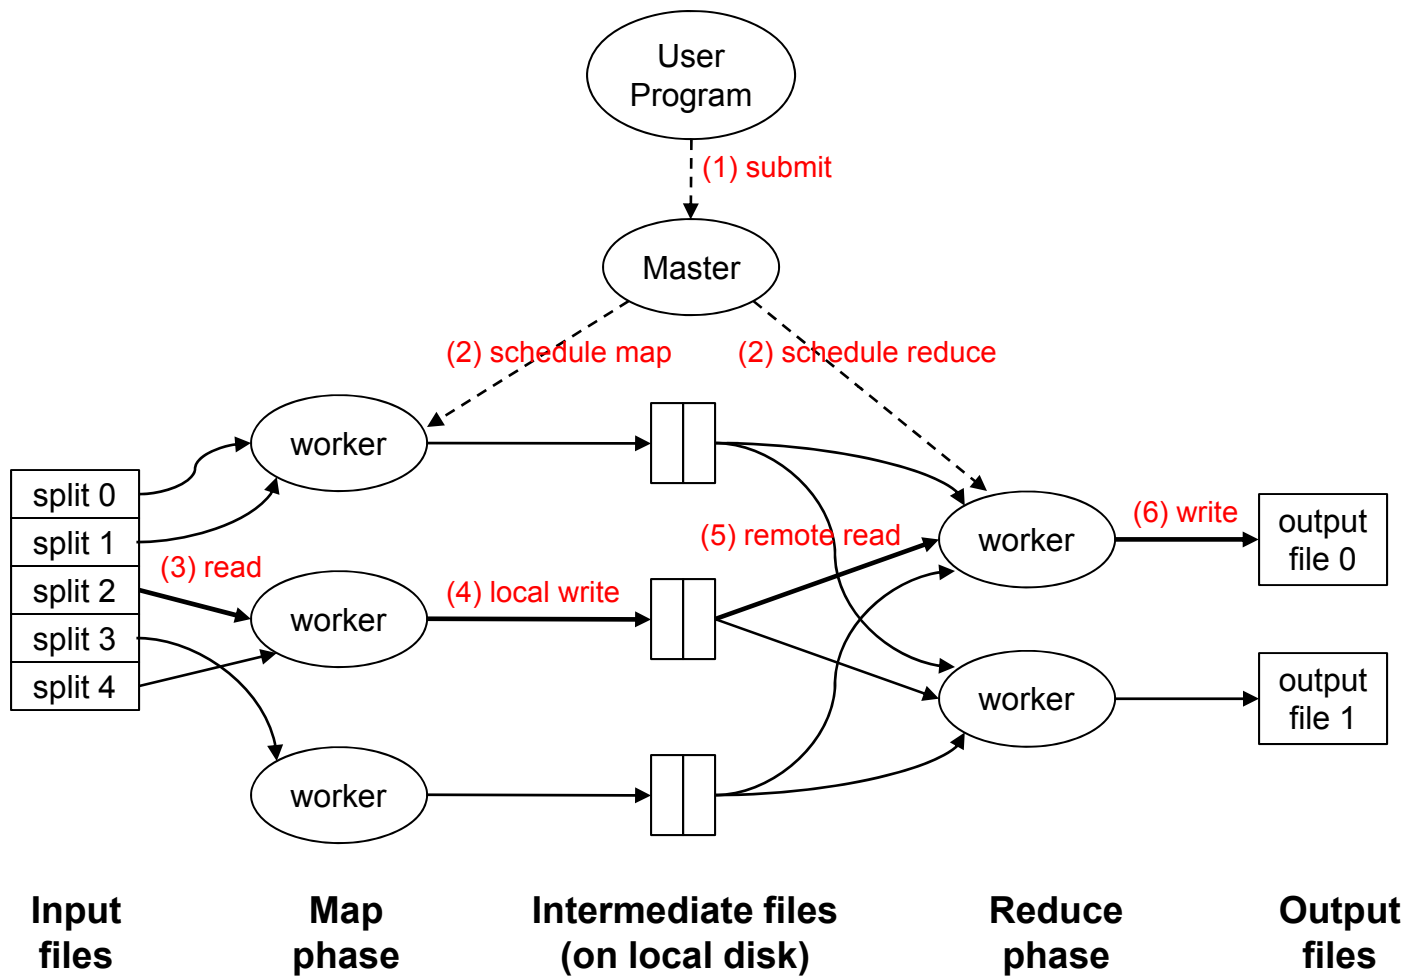 User
Program
(1) submit
Master
(2) schedule map
(2) schedule reduce
worker
split 0
split 1
split 2
split 3
split 4
(3) read
worker
(4) local write
worker
(5) remote read
worker
(6) write
output
file 0
worker
output
file 1
Input
files
Map
phase
Intermediate files
(on local disk)
Reduce
phase
Output
files